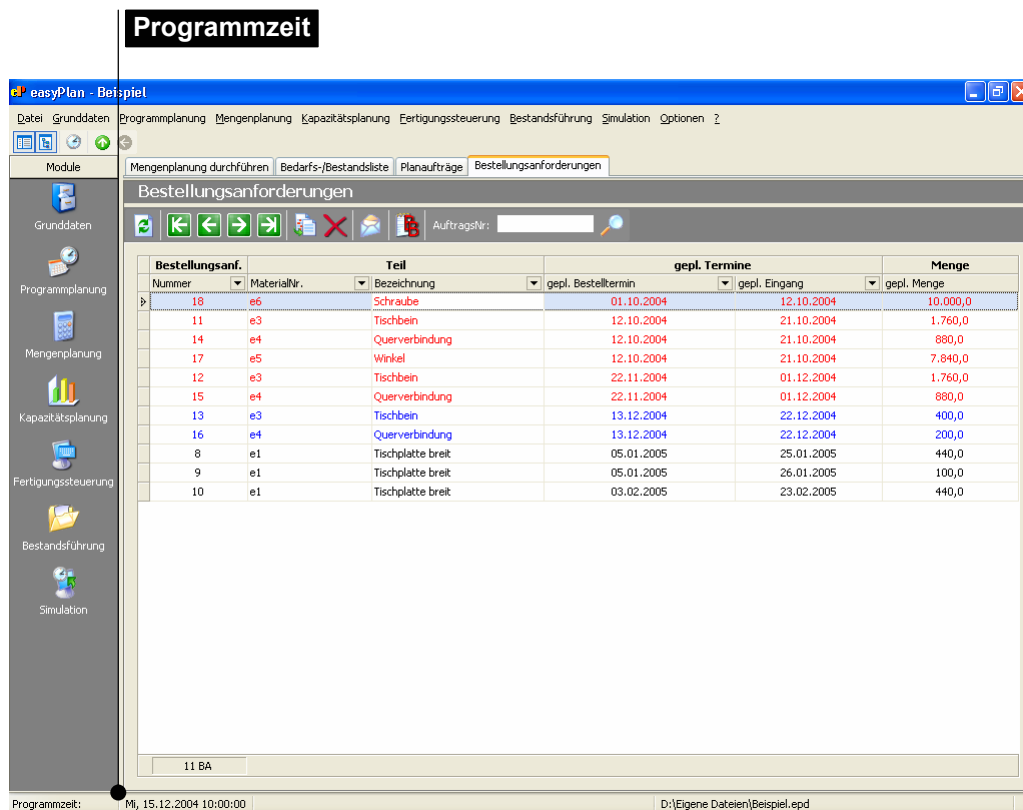 Programmzeit
easyPlan - Beispiel
Datei Grunddaten Programmplanung Mengenplanung Kapazitätsplanung Fertigungssteuerung Bestandsführung Simulation Optionen ?
Module
Mengenplanung durchführen Bedarfs-/Bestandsliste Planaufträge Bestellungsanforderungen
Bestellungsanforderungen
AuftragsNr:
Grunddaten
Programmplanung
Mengenplanung
Kapazitätsplanung
Fertigungssteuerung
Bestandsführung
Simulation
Bestellungsanf. Teil gepl. Termine Menge
Nummer MaterialNr. Bezeichnung gepl. Bestelltermin gepl. Eingang gepl. Menge
18 e6 Schraube 01.10.2004 12.10.2004 10.000,0
11 e3 Tischbein 12.10.2004 21.10.2004 1.760,0
14 e4 Querverbindung 12.10.2004 21.10.2004 880,0
17 e5 Winkel 12.10.2004 21.10.2004 7.840,0
12 e3 Tischbein 22.11.2004 01.12.2004 1.760,0
15 e4 Querverbindung 22.11.2004 01.12.2004 880,0
13 e3 Tischbein 13.12.2004 22.12.2004 400,0
16 e4 Querverbindung 13.12.2004 22.12.2004 200,0
8 e1 Tischplatte breit 05.01.2005 25.01.2005 440,0
9 e1 Tischplatte breit 05.01.2005 26.01.2005 100,0
10 e1 Tischplatte breit 03.02.2005 23.02.2005 440,0
11 BA
Programmzeit: Mi, 15.12.2004 10:00:00 D:\Eigene Dateien\Beispiel.epd